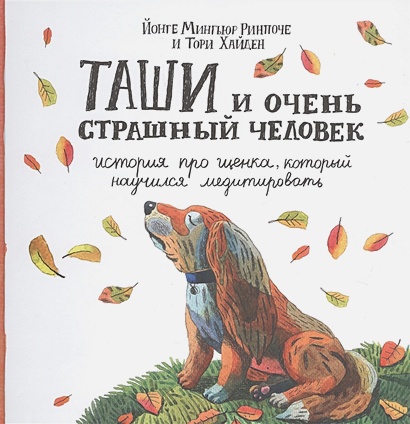 Йонге Мингьюр Ринпоче
и Тори Хайден
ТАШИ и очень
страшный человек
история про щенка, который
научился медитировать